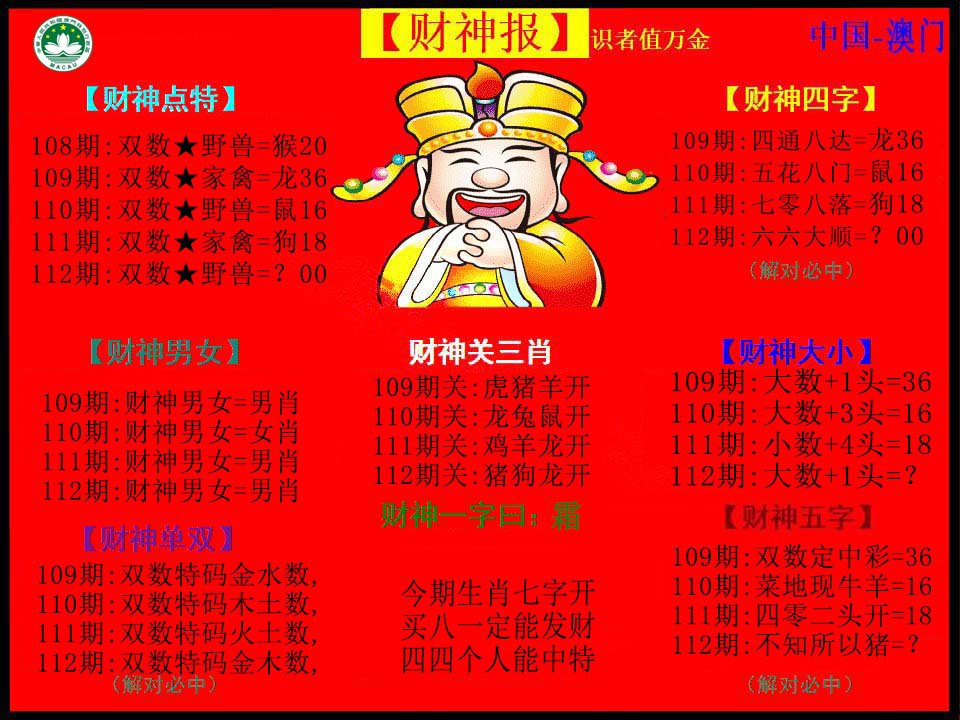 【财神报】
识者值万金
中国-澳门
MACAU
【财神点特】
108期:双数★野兽=猴20
109期:双数★家禽=龙36
110期:双数★野兽=鼠16
111期:双数★家禽=狗18
112期:双数★野兽=？00
【财神四字】
109期:四通八达=龙36
110期:五花八门=鼠16
111期:七零八落=狗18
112期:六六大顺=？00
（解对必中）
【财神男女】
109期:财神男女=男肖
110期:财神男女=女肖
111期:财神男女=男肖
112期:财神男女=男肖
财神关三肖
109期关:虎猪羊开
110期关:龙兔鼠开
111期关:鸡羊龙开
112期关:猪狗龙开
【财神大小】
109期:大数+1头=36
110期:大数+3头=16
111期:小数+4头=18
112期:大数+1头=？
【财神单双】
109期:双数特码金水数,
110期:双数特码木土数,
111期:双数特码火土数,
112期:双数特码金木数,
（解对必中）
财神一字曰：霜
今期生肖七字开
买八一定能发财
四四个人能中特
【财神五字】
109期:双数定中彩=36
110期:菜地现牛羊=16
111期:四零二头开=18
112期:不知所以猪=？
（解对必中）